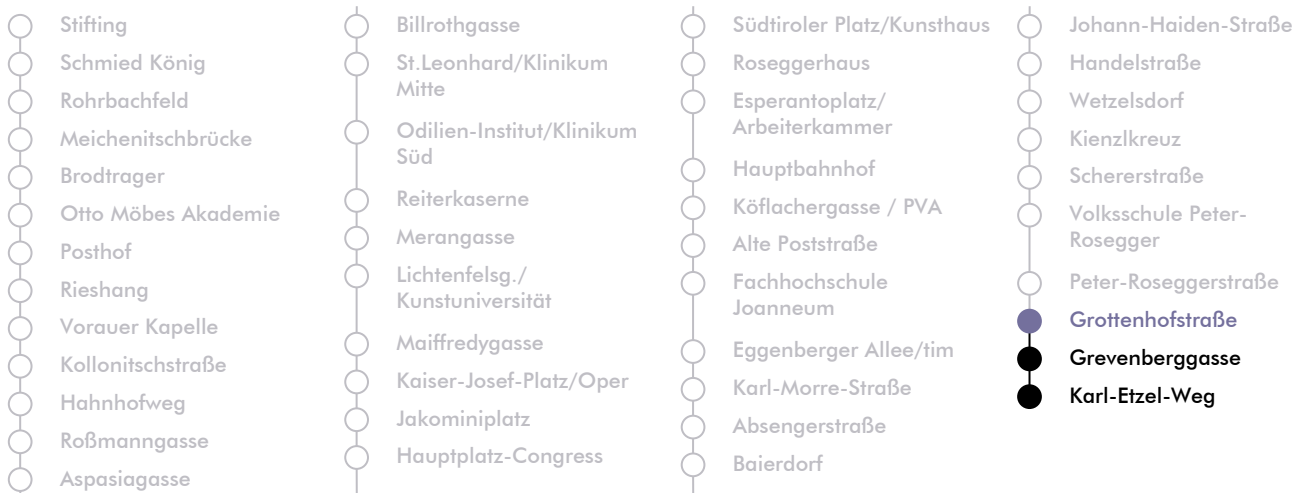 Stifting
Schmied König
Rohrbachfeld
Meichenitschbrücke
Brodtrager
Otto Möbes Akademie
Posthof
Rieshang
Vorauer Kapelle
Kollonitschstraße
Hahnhofweg
Roßmanngasse
Aspasiagasse
Billrothgasse
St.Leonhard/Klinikum
Mitte
Odilien-Institut/Klinikum
Süd
Reiterkaserne
Merangasse
Lichtenfelsg./
Kunstuniversität
Maiffredygasse
Kaiser-Josef-Platz/Oper
Jakominiplatz
Hauptplatz-Congress
Südtiroler Platz/Kunsthaus
Roseggerhaus
Esperantoplatz/
Arbeiterkammer
Hauptbahnhof
Köflachergasse / PVA
Alte Poststraße
Fachhochschule
Joanneum
Eggenberger Allee/tim
Karl-Morre-Straße
Absengerstraße
Baierdorf
Johann-Haiden-Straße
Handelstraße
Wetzelsdorf
Kienzlkreuz
Schererstraße
Volksschule Peter-
Rosegger
Peter-Roseggerstraße
Grottenhofstraße
Grevenberggasse
Karl-Etzel-Weg